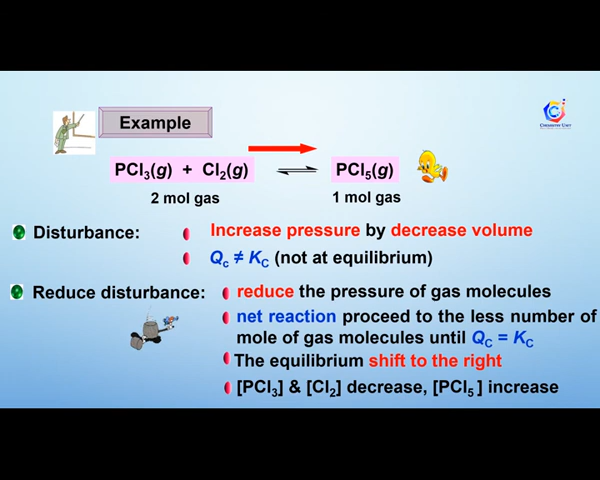 CHEMISTRY UNIT
Example
PCl₃(g) + Cl₂(g) ⇌ PCl₅(g)
2 mol gas 1 mol gas
Disturbance: Increase pressure by decrease volume
Qc ≠ KC (not at equilibrium)
Reduce disturbance: reduce the pressure of gas molecules
net reaction proceed to the less number of
mole of gas molecules until QC = KC
The equilibrium shift to the right
[PCl₃] & [Cl₂] decrease, [PCl₅ ] increase